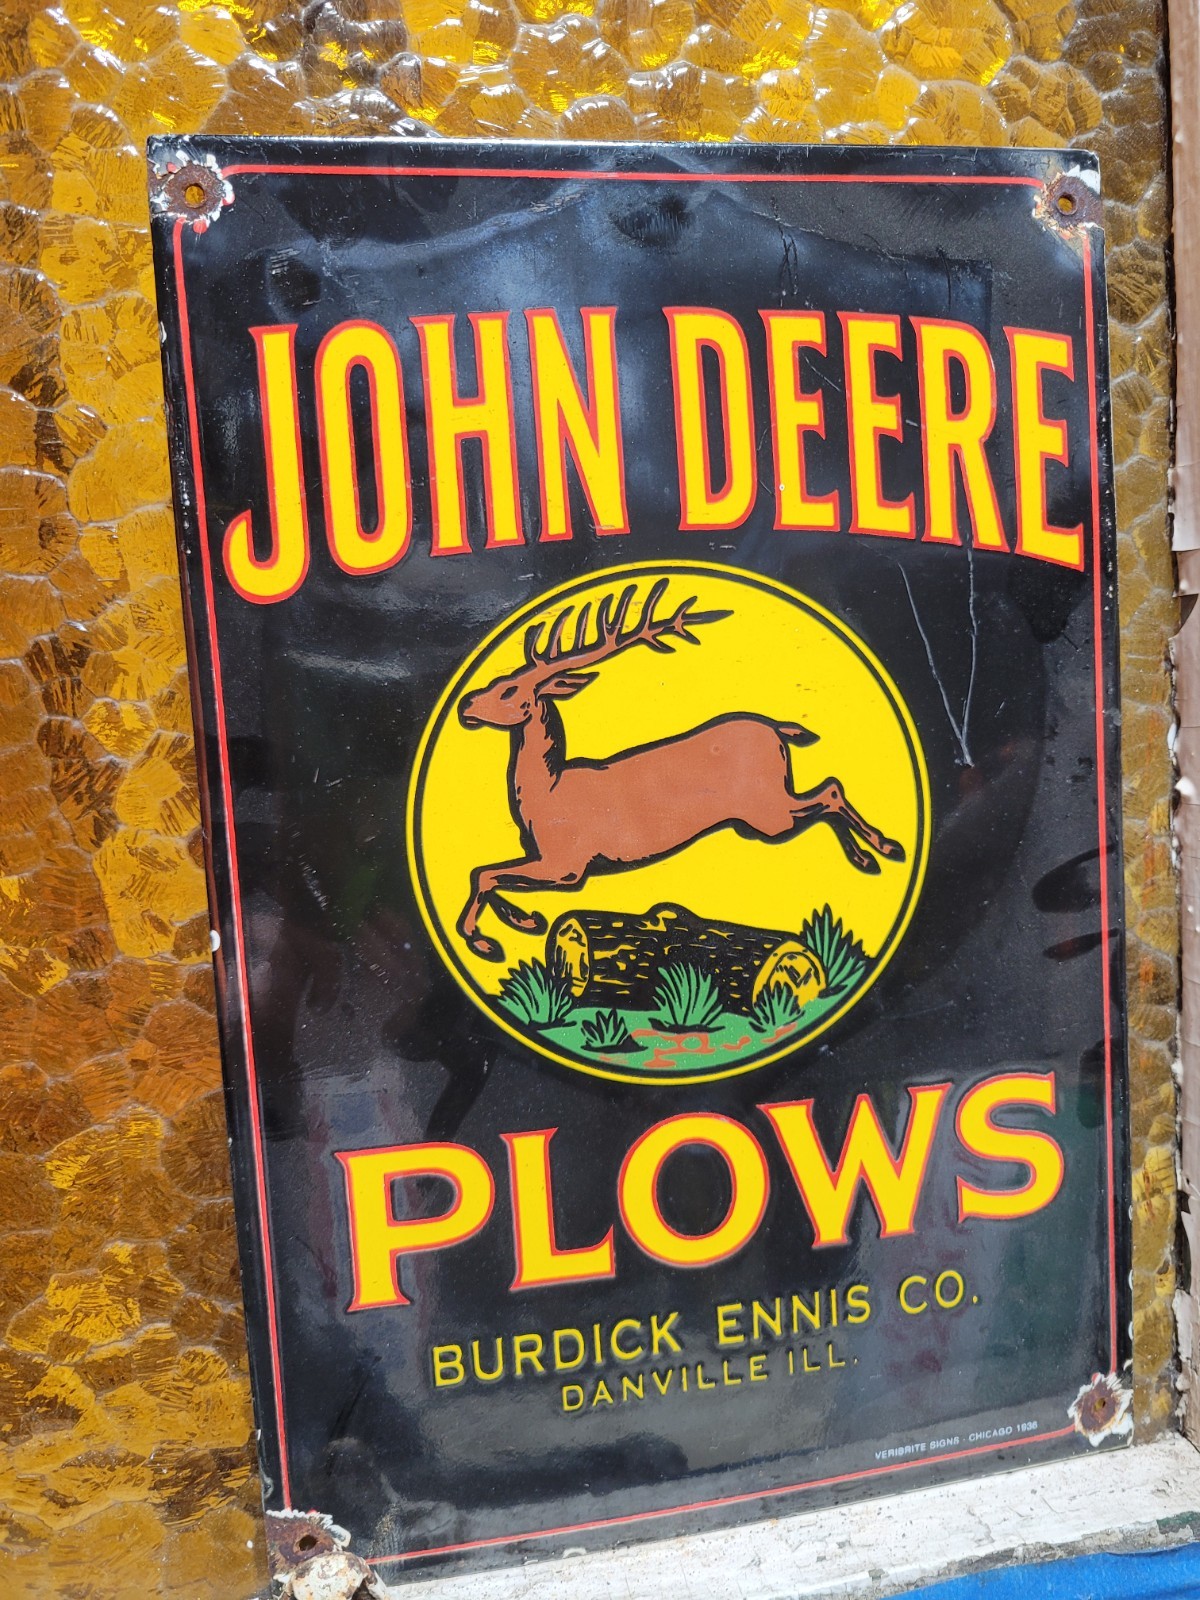 JOHN DEERE
PLOWS
BURDICK ENNIS CO.
DANVILLE ILL.
VERIBRITE SIGNS - CHICAGO 1936